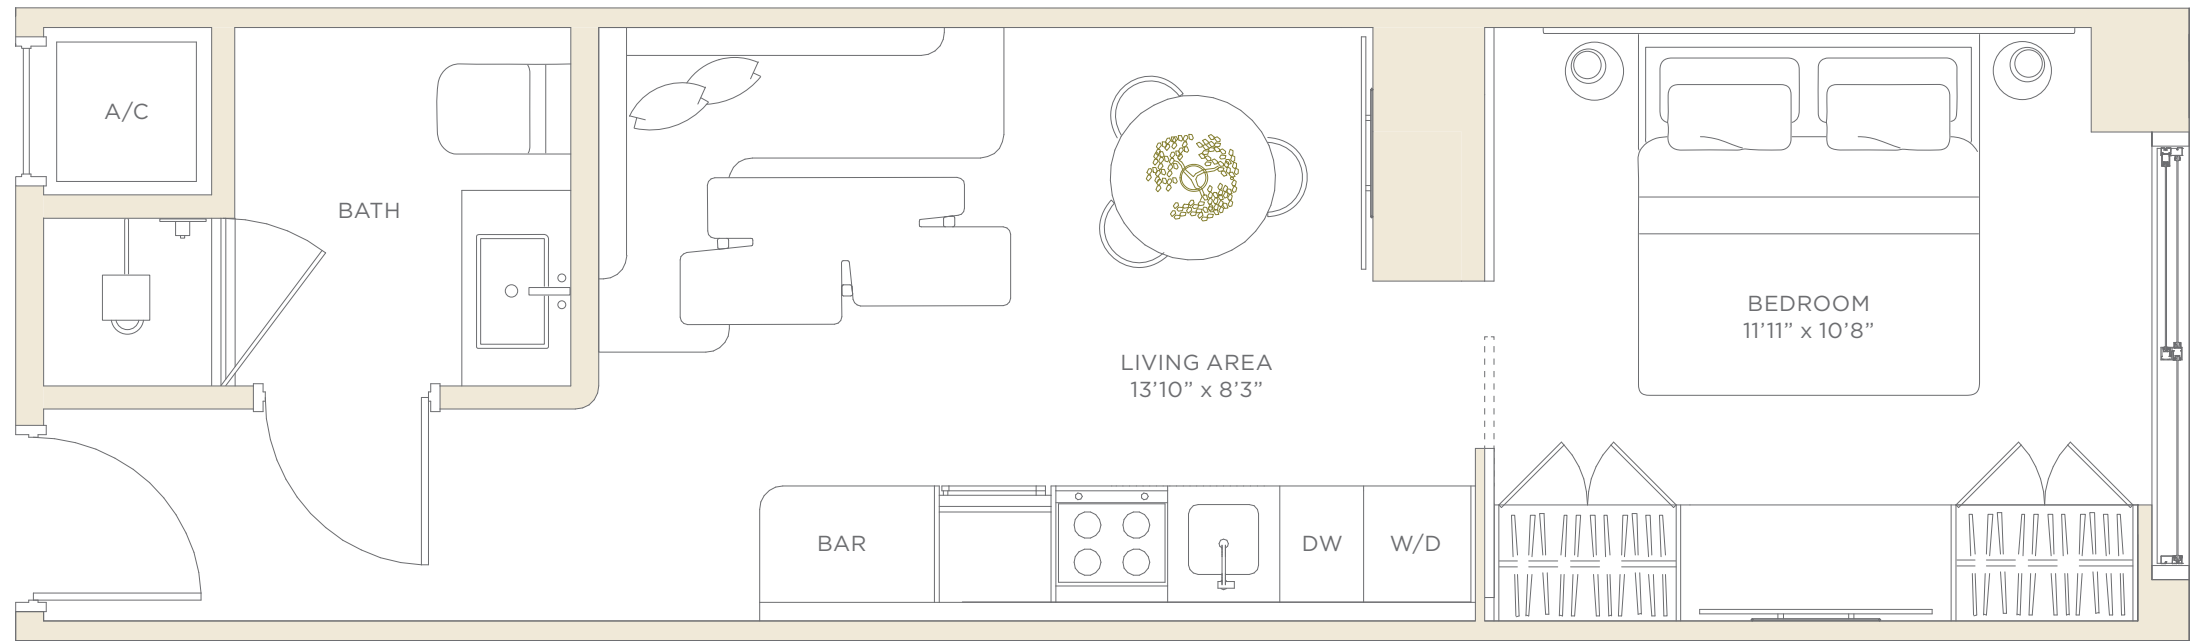 A/C
BATH
LIVING AREA
13’10” x 8’3”
BEDROOM
11’11” x 10’8”
BAR
DW
W/D